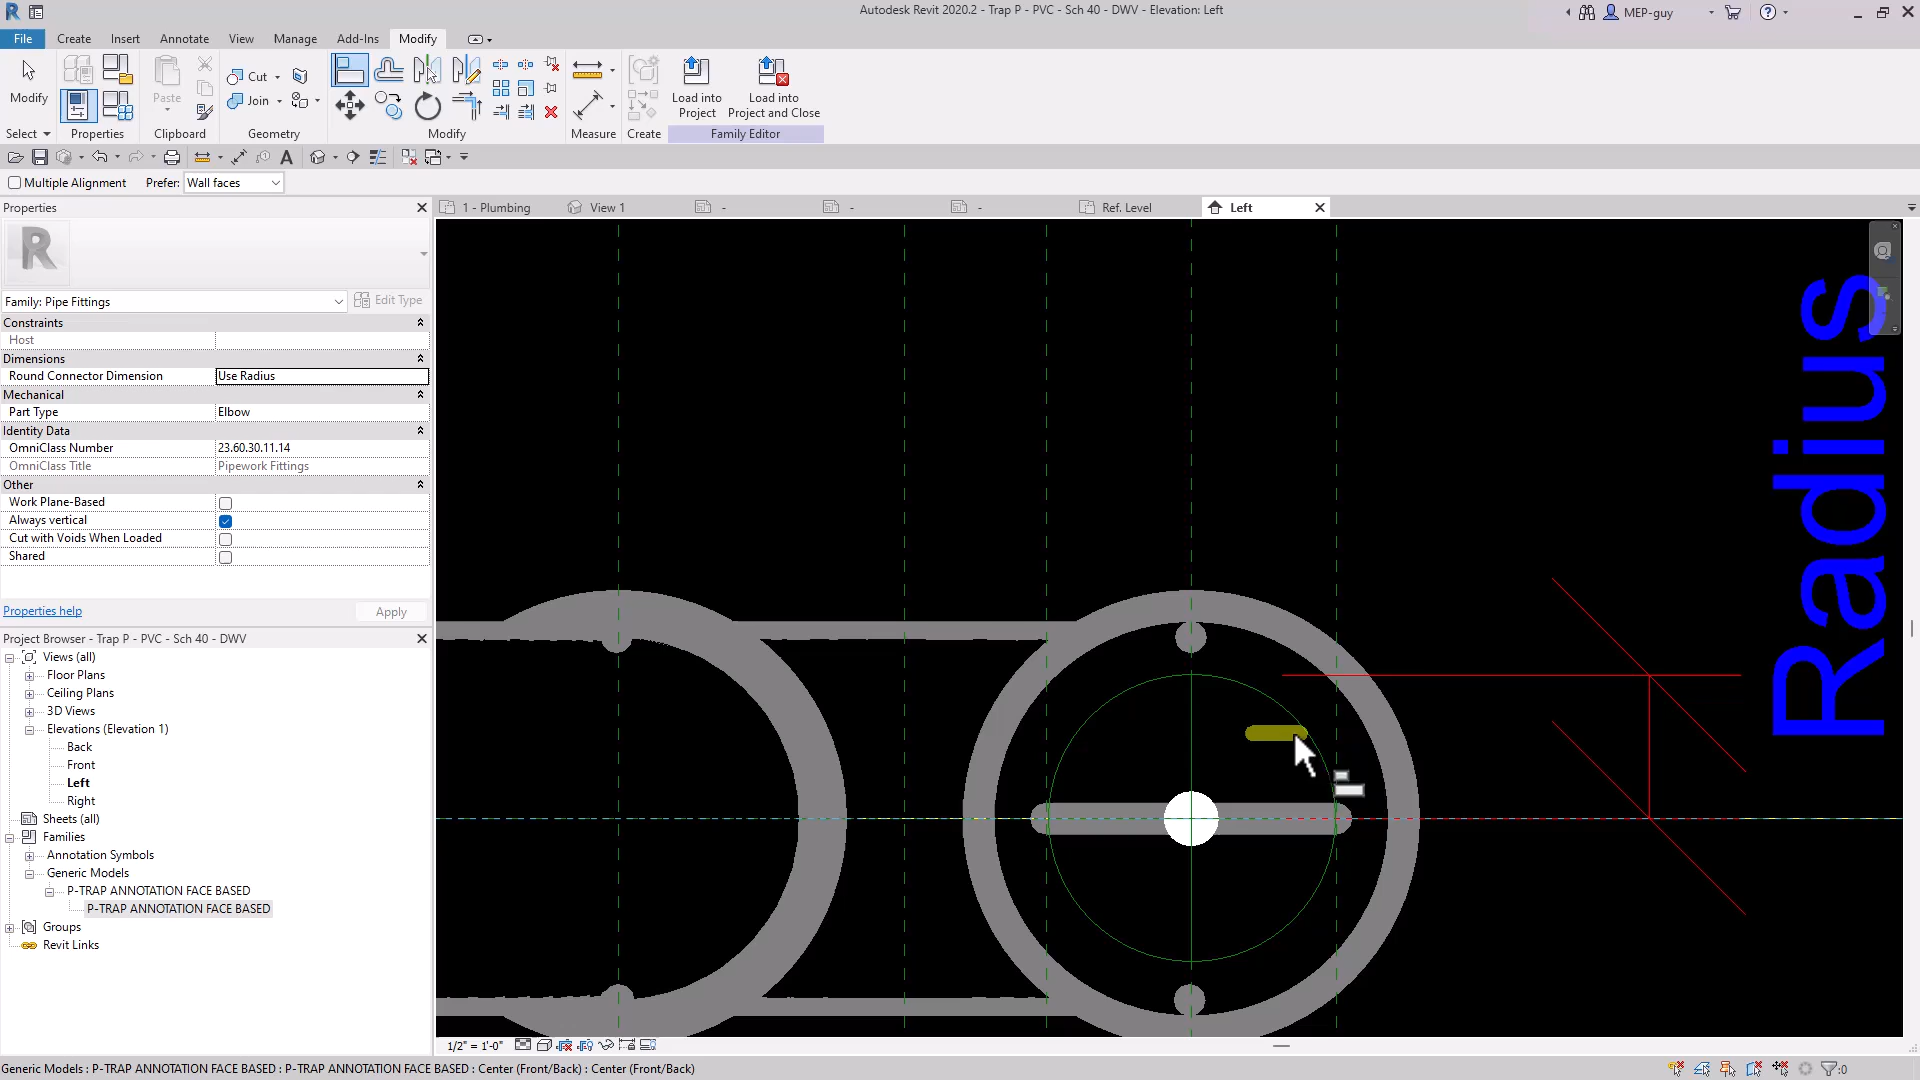 Autodesk Revit 2020.2 - Trap P - PVC - Sch 40 - DWV - Elevation: Left
MEP-guy
File
Create
Insert
Annotate
View
Manage
Add-Ins
Modify
Modify
Paste
Cut
Join
Load into
Project
Load into
Project and Close
Select
Properties
Clipboard
Geometry
Modify
Measure
Create
Family Editor
Multiple Alignment
Prefer:
Wall faces
Properties
1 - Plumbing
View 1
-
-
-
Ref. Level
Left
R
Family: Pipe Fittings
Edit Type
Constraints
Host
Dimensions
Round Connector Dimension
Use Radius
Mechanical
Part Type
Elbow
Identity Data
OmniClass Number
23.60.30.11.14
OmniClass Title
Pipework Fittings
Other
Work Plane-Based
Always vertical
Cut with Voids When Loaded
Shared
Properties help
Apply
Project Browser - Trap P - PVC - Sch 40 - DWV
Views (all)
Floor Plans
Ceiling Plans
3D Views
Elevations (Elevation 1)
Back
Front
Left
Right
Sheets (all)
Families
Annotation Symbols
Generic Models
P-TRAP ANNOTATION FACE BASED
P-TRAP ANNOTATION FACE BASED
Groups
Revit Links
Radius
1/2" = 1'-0"
Generic Models : P-TRAP ANNOTATION FACE BASED : P-TRAP ANNOTATION FACE BASED : Center (Front/Back) : Center (Front/Back)
:0